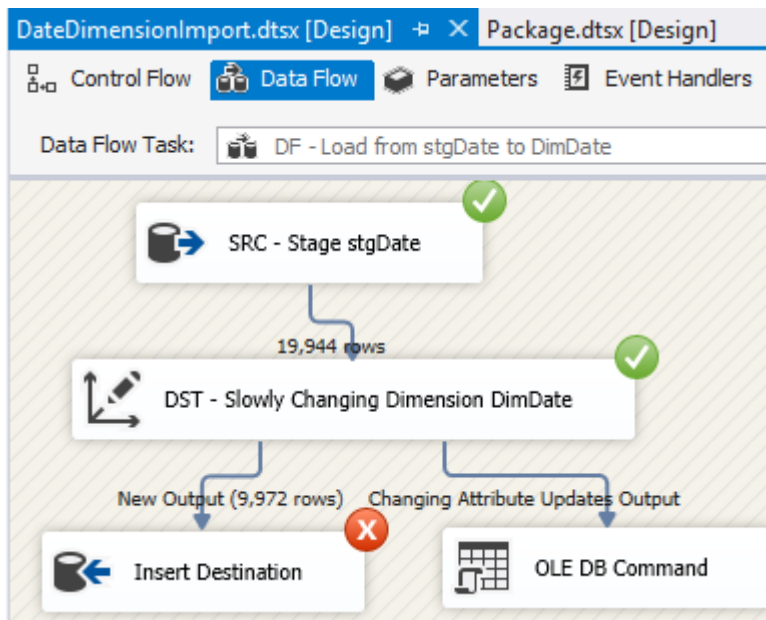 DateDimensionImport.dtsx [Design] Package.dtsx [Design]
Control Flow Data Flow Parameters Event Handlers
Data Flow Task: DF - Load from stgDate to DimDate
SRC - Stage stgDate
19,944 rows
DST - Slowly Changing Dimension DimDate
New Output (9,972 rows) Changing Attribute Updates Output
Insert Destination OLE DB Command